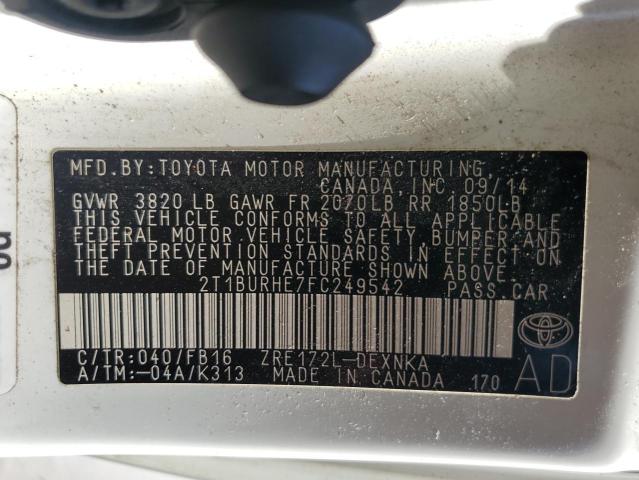 MFD.BY:TOYOTA MOTOR MANUFACTURING,
CANADA,INC. 09/14
GVWR 3820 LB GAWR FR 2070LB RR 1850LB
THIS VEHICLE CONFORMS TO ALL APPLICABLE
FEDERAL MOTOR VEHICLE SAFETY, BUMPER, AND
THEFT PREVENTION STANDARDS IN EFFECT ON
THE DATE OF MANUFACTURE SHOWN ABOVE.
2T1BURHE7FC249542 PASS.CAR
C/TR:040/FB16 ZRE172L-DEXNKA
A/TM:-04A/K313 MADE IN CANADA 170 AD